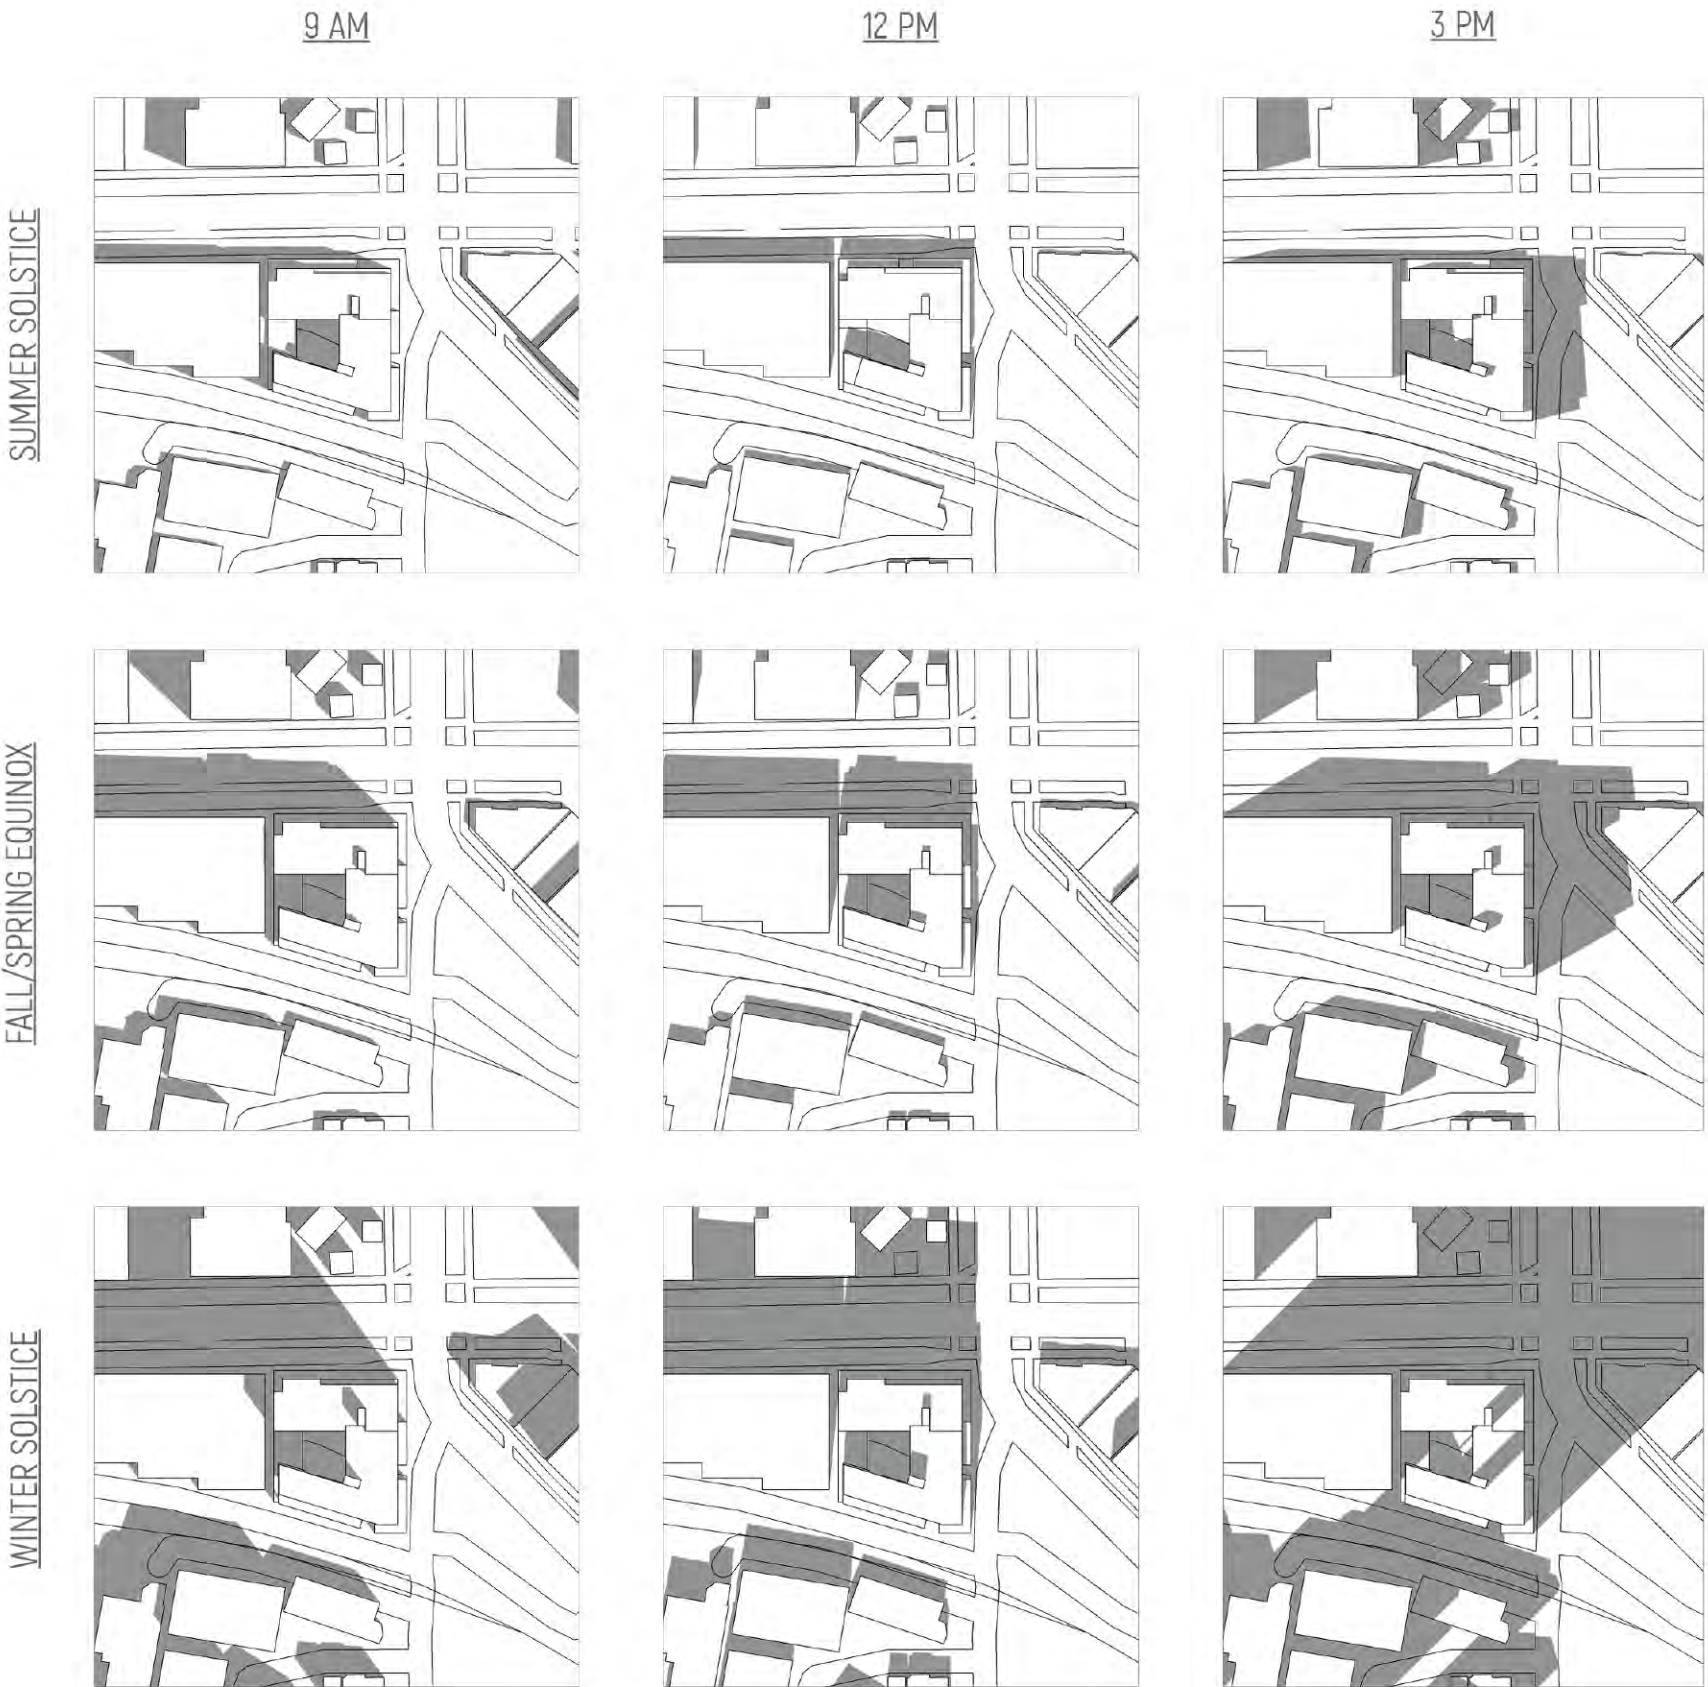 9 AM
12 PM
3 PM
SUMMER SOLSTICE
FALL/SPRING EQUINOX
WINTER SOLSTICE